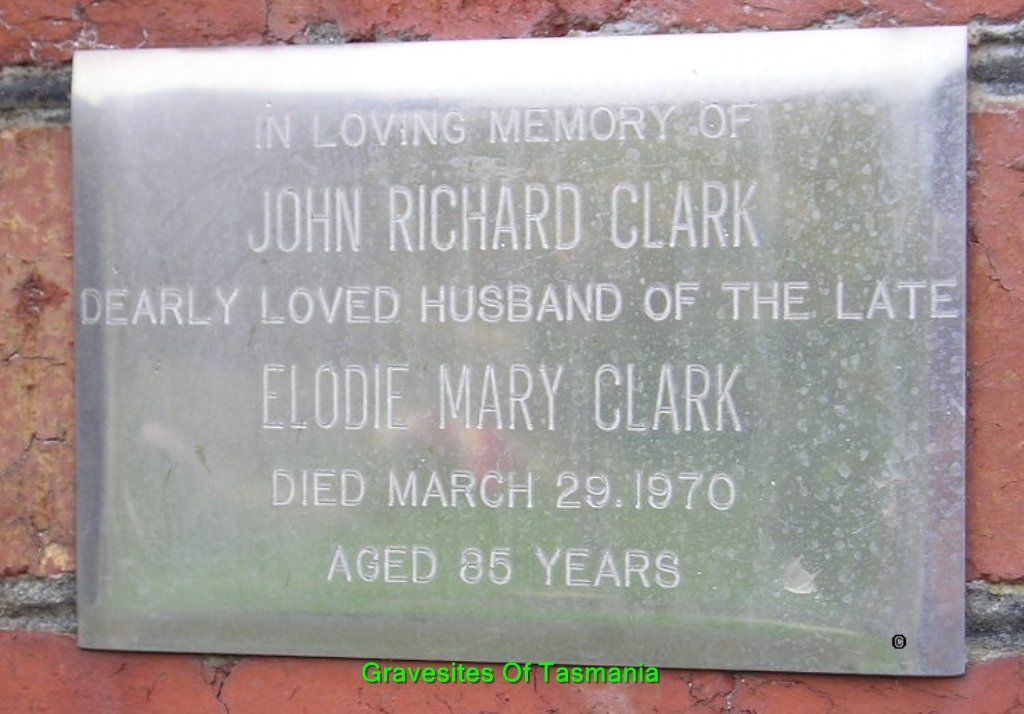 IN LOVING MEMORY OF
JOHN RICHARD CLARK
DEARLY LOVED HUSBAND OF THE LATE
ELODIE MARY CLARK
DIED MARCH 29.1970
AGED 85 YEARS
©
Gravesites Of Tasmania